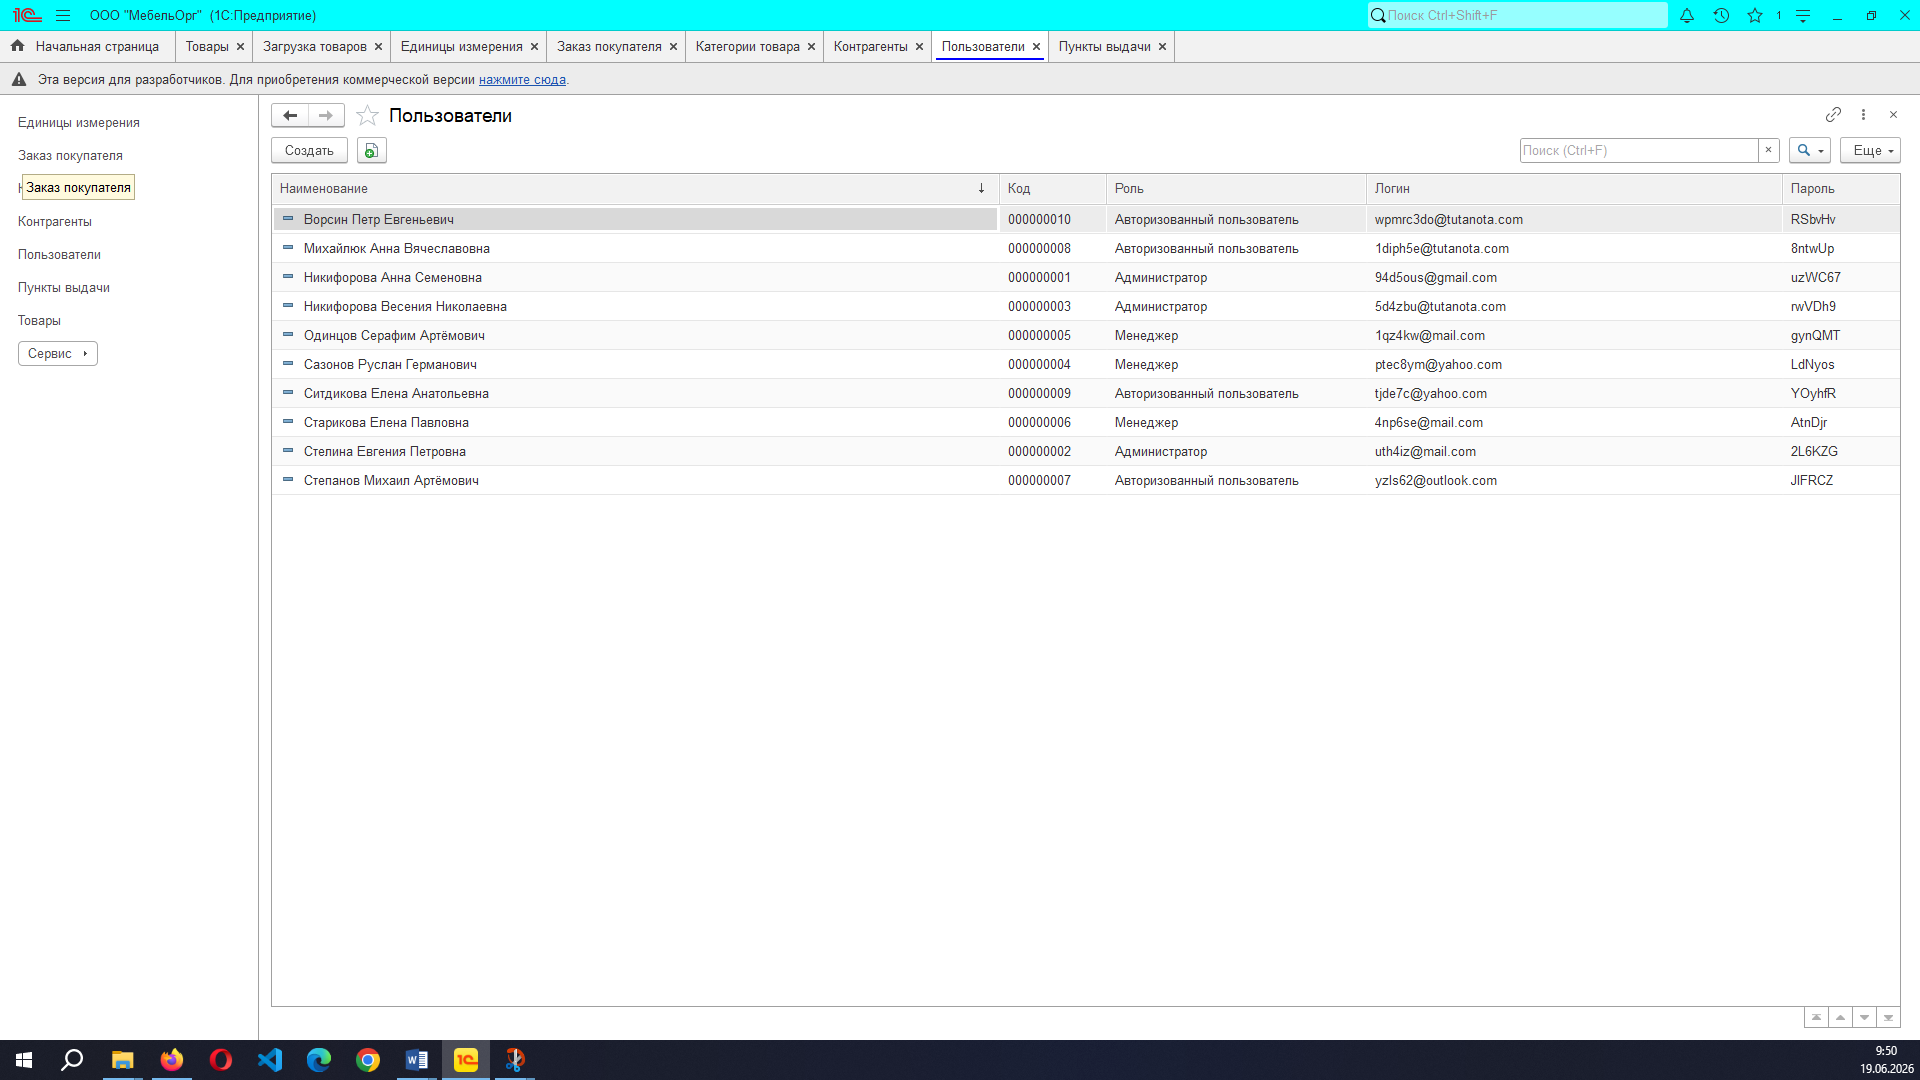 ООО "МебельОрг" (1С:Предприятие)
Поиск Ctrl+Shift+F
1
Начальная страница
Товары
Загрузка товаров
Единицы измерения
Заказ покупателя
Категории товара
Контрагенты
Пользователи
Пункты выдачи
Эта версия для разработчиков. Для приобретения коммерческой версии нажмите сюда.
Единицы измерения
Заказ покупателя
Заказ покупателя
Контрагенты
Пользователи
Пункты выдачи
Товары
Сервис
Пользователи
Создать
Поиск (Ctrl+F)
Еще
Наименование Код Роль Логин Пароль
Ворсин Петр Евгеньевич 000000010 Авторизованный пользователь wpmrc3do@tutanota.com RSbvHv
Михайлюк Анна Вячеславовна 000000008 Авторизованный пользователь 1diph5e@tutanota.com 8ntwUp
Никифорова Анна Семеновна 000000001 Администратор 94d5ous@gmail.com uzWC67
Никифорова Весения Николаевна 000000003 Администратор 5d4zbu@tutanota.com rwVDh9
Одинцов Серафим Артёмович 000000005 Менеджер 1qz4kw@mail.com gynQMT
Сазонов Руслан Германович 000000004 Менеджер ptec8ym@yahoo.com LdNyos
Ситдикова Елена Анатольевна 000000009 Авторизованный пользователь tjde7c@yahoo.com YOyhfR
Старикова Елена Павловна 000000006 Менеджер 4np6se@mail.com AtnDjr
Степина Евгения Петровна 000000002 Администратор uth4iz@mail.com 2L6KZG
Степанов Михаил Артёмович 000000007 Авторизованный пользователь yzls62@outlook.com JlFRCZ
9:50
19.06.2026